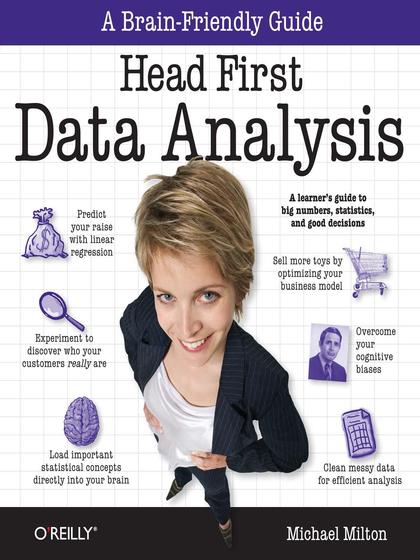 A Brain-Friendly Guide
Head First
Data Analysis
A learner's guide to
big numbers, statistics,
and good decisions
Predict
your raise
with linear
regression
Sell more toys by
optimizing your
business model
Experiment to
discover who your
customers really are
Overcome
your
cognitive
biases
Load important
statistical concepts
directly into your brain
Clean messy data
for efficient analysis
O'REILLY®
Michael Milton